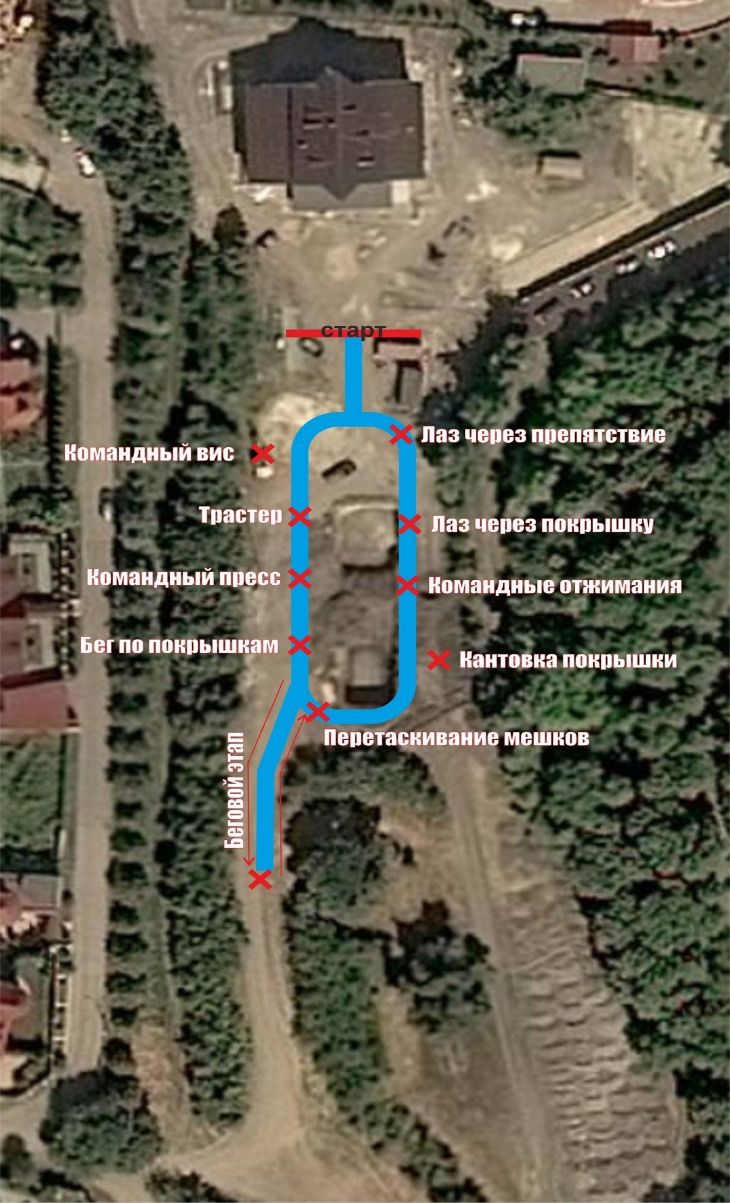 старт
Лаз через препятствие
Командный вис
Трастер
Лаз через покрышку
Командный пресс
Командные отжимания
Бег по покрышкам
Кантовка покрышки
Перетаскивание мешков
Беговой этап